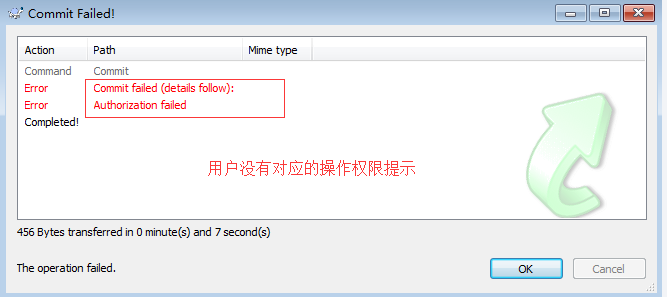 Commit Failed!
Action Path Mime type
Command Commit
Error Commit failed (details follow):
Error Authorization failed
Completed!
用户没有对应的操作权限提示
456 Bytes transferred in 0 minute(s) and 7 second(s)
The operation failed.
OK Cancel